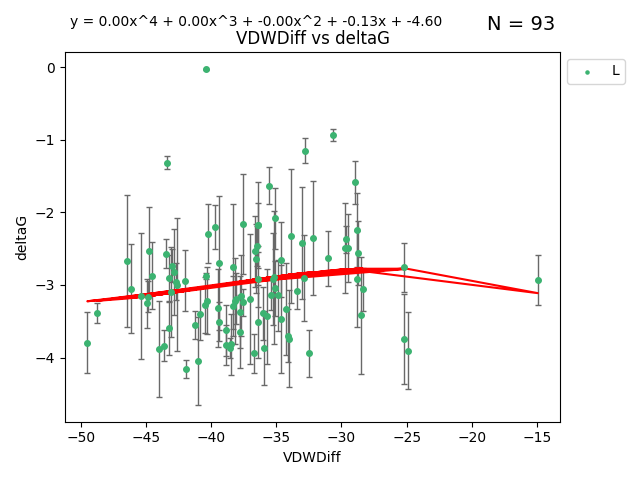 y = 0.00x^4 + 0.00x^3 + -0.00x^2 + -0.13x + -4.60
N = 93
VDWDiff vs deltaG
L
deltaG
0
−1
−2
−3
−4
−50 −45 −40 −35 −30 −25 −20 −15
VDWDiff